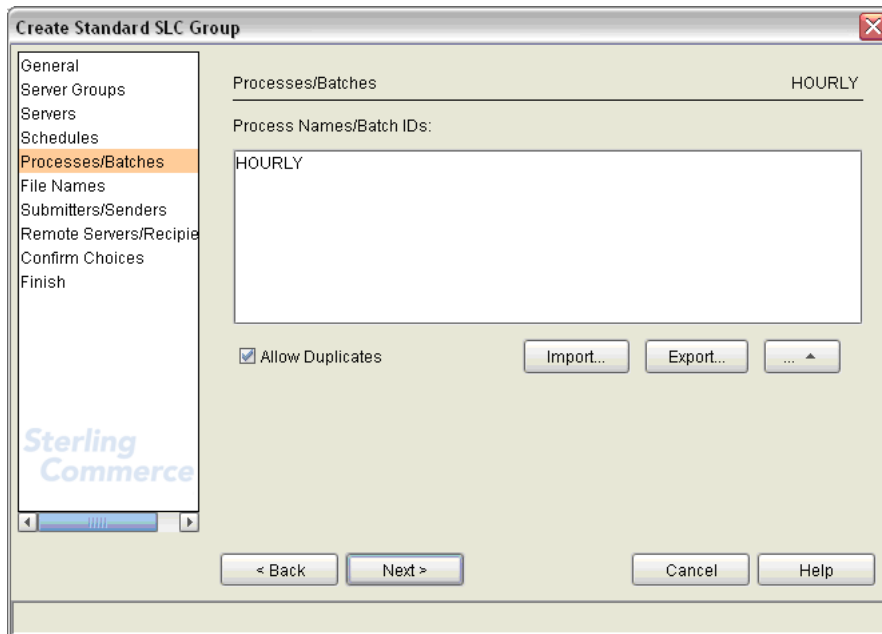 Create Standard SLC Group
General
Server Groups
Servers
Schedules
Processes/Batches
File Names
Submitters/Senders
Remote Servers/Recipie
Confirm Choices
Finish
Sterling
Commerce
Processes/Batches HOURLY
Process Names/Batch IDs:
HOURLY
Allow Duplicates
Import...
Export...
...
< Back
Next >
Cancel
Help